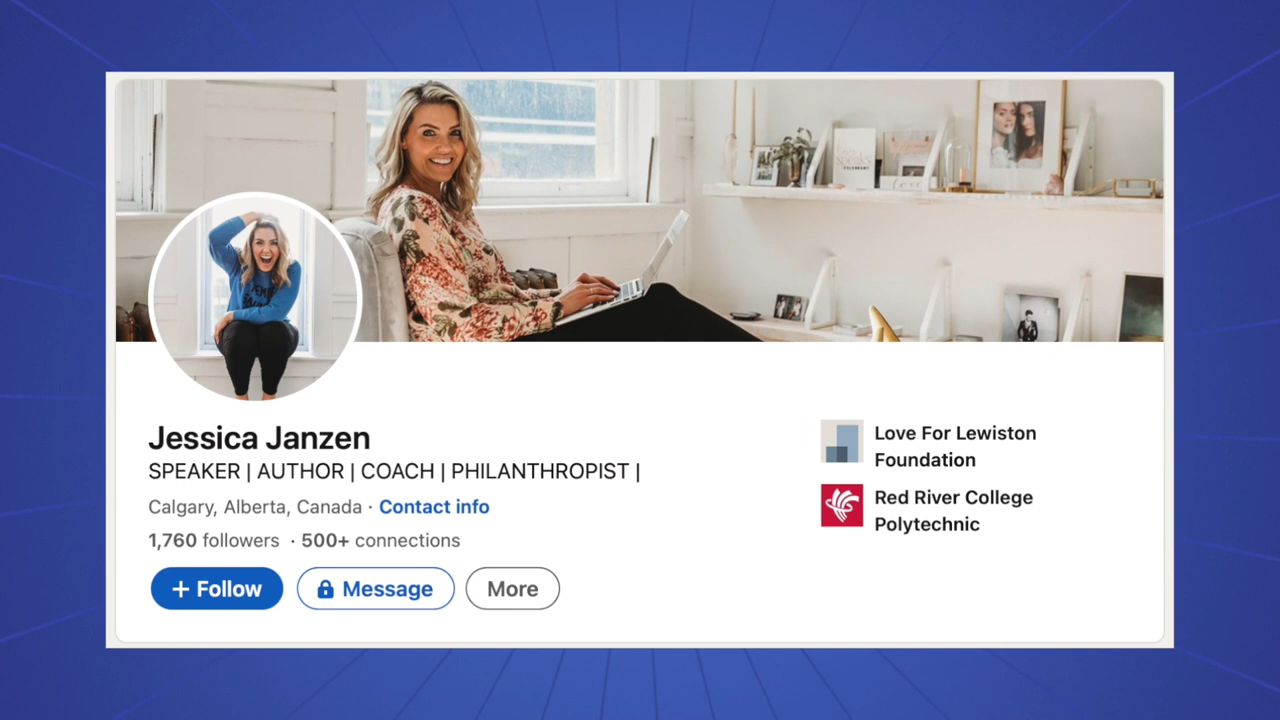 Jessica Janzen
SPEAKER | AUTHOR | COACH | PHILANTHROPIST |
Calgary, Alberta, Canada · Contact info
1,760 followers · 500+ connections
+ Follow
Message
More
Love For Lewiston
Foundation
Red River College
Polytechnic